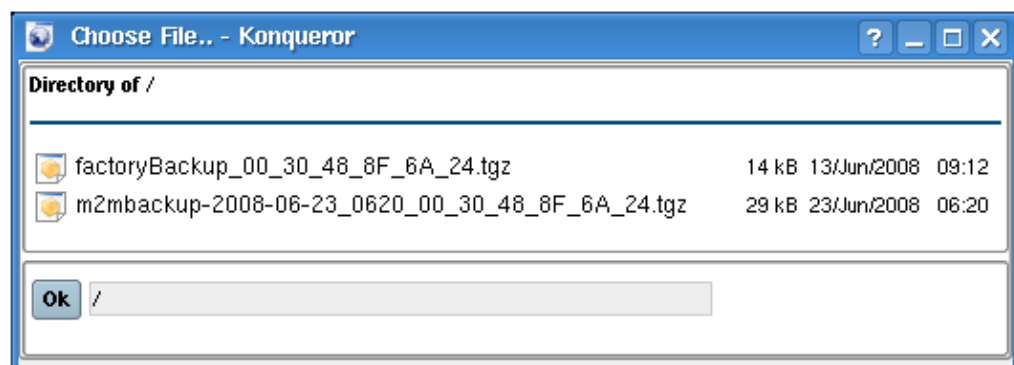 Choose File.. - Konqueror
Directory of /
factoryBackup_00_30_48_8F_6A_24.tgz 14 kB 13/Jun/2008 09:12
m2mbackup-2008-06-23_0620_00_30_48_8F_6A_24.tgz 29 kB 23/Jun/2008 06:20
Ok /